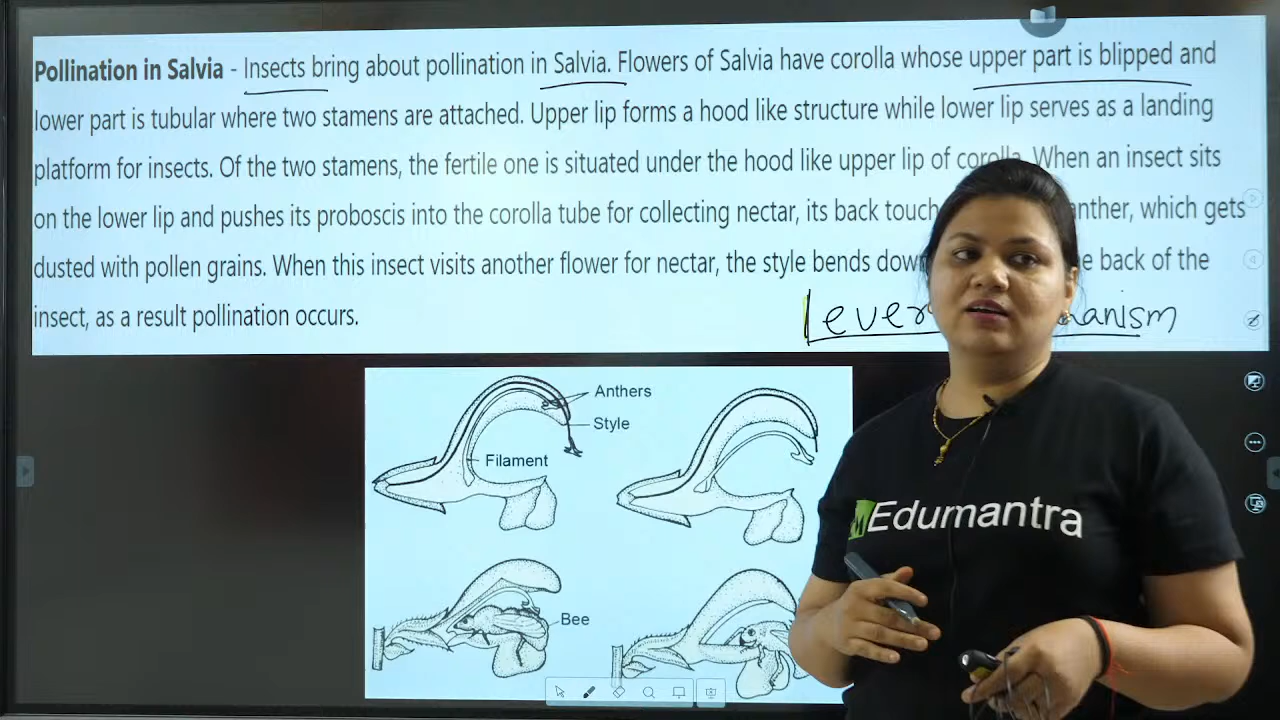 Pollination in Salvia - Insects bring about pollination in Salvia. Flowers of Salvia have corolla whose upper part is blipped and
lower part is tubular where two stamens are attached. Upper lip forms a hood like structure while lower lip serves as a landing
platform for insects. Of the two stamens, the fertile one is situated under the hood like upper lip of corolla. When an insect sits
on the lower lip and pushes its proboscis into the corolla tube for collecting nectar, its back touch anther, which gets
dusted with pollen grains. When this insect visits another flower for nectar, the style bends down back of the
insect, as a result pollination occurs.
lever
Anthers
Style
Filament
Edumantra
Bee